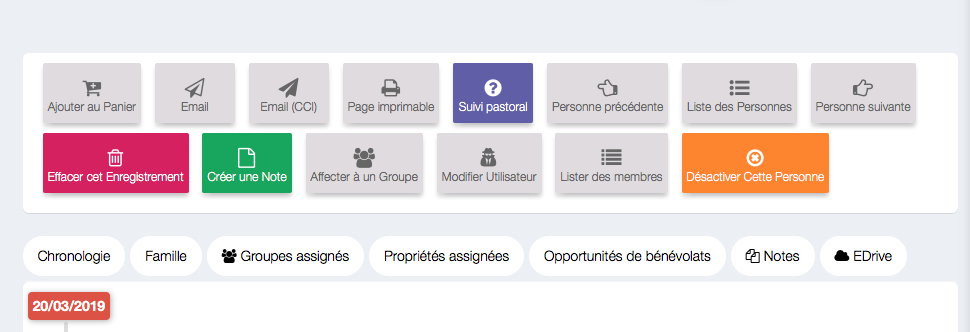 Ajouter au Panier
Email
Email (CCI)
Page imprimable
Suivi pastoral
Personne précédente
Liste des Personnes
Personne suivante
Effacer cet Enregistrement
Créer une Note
Affecter à un Groupe
Modifier Utilisateur
Lister des membres
Désactiver Cette Personne
Chronologie
Famille
Groupes assignés
Propriétés assignées
Opportunités de bénévolats
Notes
EDrive
20/03/2019